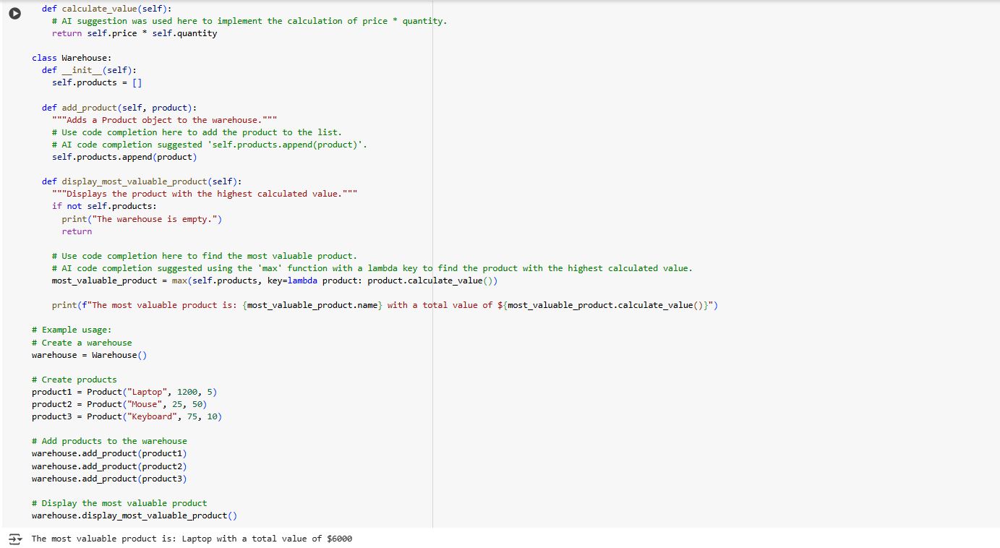 def calculate_value(self):
# AI suggestion was used here to implement the calculation of price * quantity.
return self.price * self.quantity
class Warehouse:
def __init__(self):
self.products = []
def add_product(self, product):
"""Adds a Product object to the warehouse."""
# Use code completion here to add the product to the list.
# AI code completion suggested 'self.products.append(product)'.
self.products.append(product)
def display_most_valuable_product(self):
"""Displays the product with the highest calculated value."""
if not self.products:
print("The warehouse is empty.")
return
# Use code completion here to find the most valuable product.
# AI code completion suggested using the 'max' function with a lambda key to find the product with the highest calculated value.
most_valuable_product = max(self.products, key=lambda product: product.calculate_value())
print(f"The most valuable product is: {most_valuable_product.name} with a total value of ${most_valuable_product.calculate_value()}")
# Example usage:
# Create a warehouse
warehouse = Warehouse()
# Create products
product1 = Product("Laptop", 1200, 5)
product2 = Product("Mouse", 25, 50)
product3 = Product("Keyboard", 75, 10)
# Add products to the warehouse
warehouse.add_product(product1)
warehouse.add_product(product2)
warehouse.add_product(product3)
# Display the most valuable product
warehouse.display_most_valuable_product()
The most valuable product is: Laptop with a total value of $6000